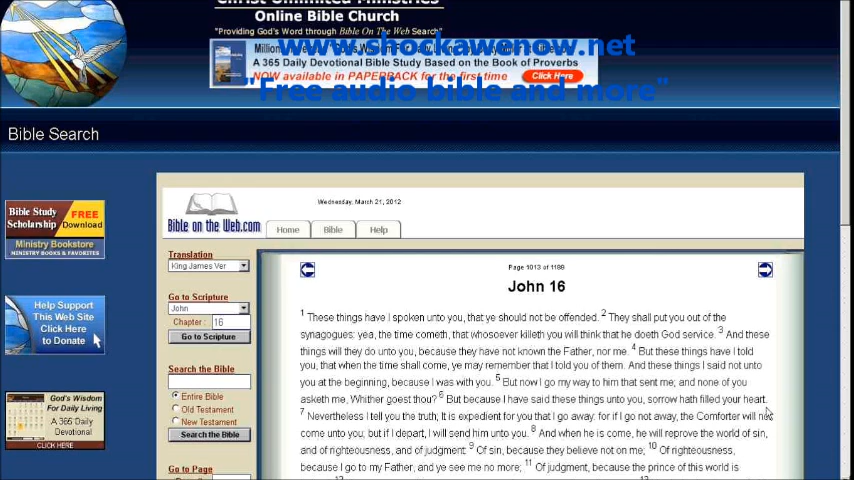 Christ Unlimited Ministries
Online Bible Church
"Providing God's Word through Bible On The Web Search"
www.shockawenow.net
A 365 Daily Devotional Bible Study Based on the Book of Proverbs
NOW available in PAPERBACK for the first time Click Here
"Free audio bible and more"
Bible Search
Bible Study
Scholarship
FREE
Download
Ministry Bookstore
MINISTRY BOOKS & FAVORITES
Help Support
This Web Site
Click Here
to Donate
God's Wisdom
For Daily Living
A 365 Daily
Devotional
CLICK HERE
Wednesday, March 21, 2012
Bible on the Web.com
Home Bible Help
Translation
King James Ver
Go to Scripture
John
Chapter : 16
Go to Scripture
Search the Bible
Entire Bible
Old Testament
New Testament
Search the Bible
Go to Page
Page 1013 of 1189
John 16
1 These things have I spoken unto you, that ye should not be offended. 2 They shall put you out of the
synagogues: yea, the time cometh, that whosoever killeth you will think that he doeth God service. 3 And these
things will they do unto you, because they have not known the Father, nor me. 4 But these things have I told
you, that when the time shall come, ye may remember that I told you of them. And these things I said not unto
you at the beginning, because I was with you. 5 But now I go my way to him that sent me; and none of you
asketh me, Whither goest thou? 6 But because I have said these things unto you, sorrow hath filled your heart.
7 Nevertheless I tell you the truth; It is expedient for you that I go away: for if I go not away, the Comforter will not
come unto you; but if I depart, I will send him unto you. 8 And when he is come, he will reprove the world of sin,
and of righteousness, and of judgment: 9 Of sin, because they believe not on me; 10 Of righteousness,
because I go to my Father, and ye see me no more; 11 Of judgment, because the prince of this world is